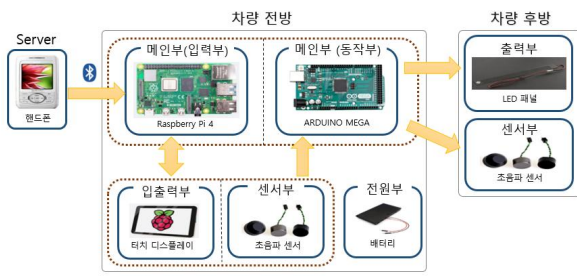 차량 전방
차량 후방
Server
핸드폰
메인부(입력부)
Raspberry Pi 4
메인부 (동작부)
ARDUINO MEGA
출력부
LED 패널
센서부
초음파 센서
입출력부
터치 디스플레이
센서부
초음파 센서
전원부
배터리